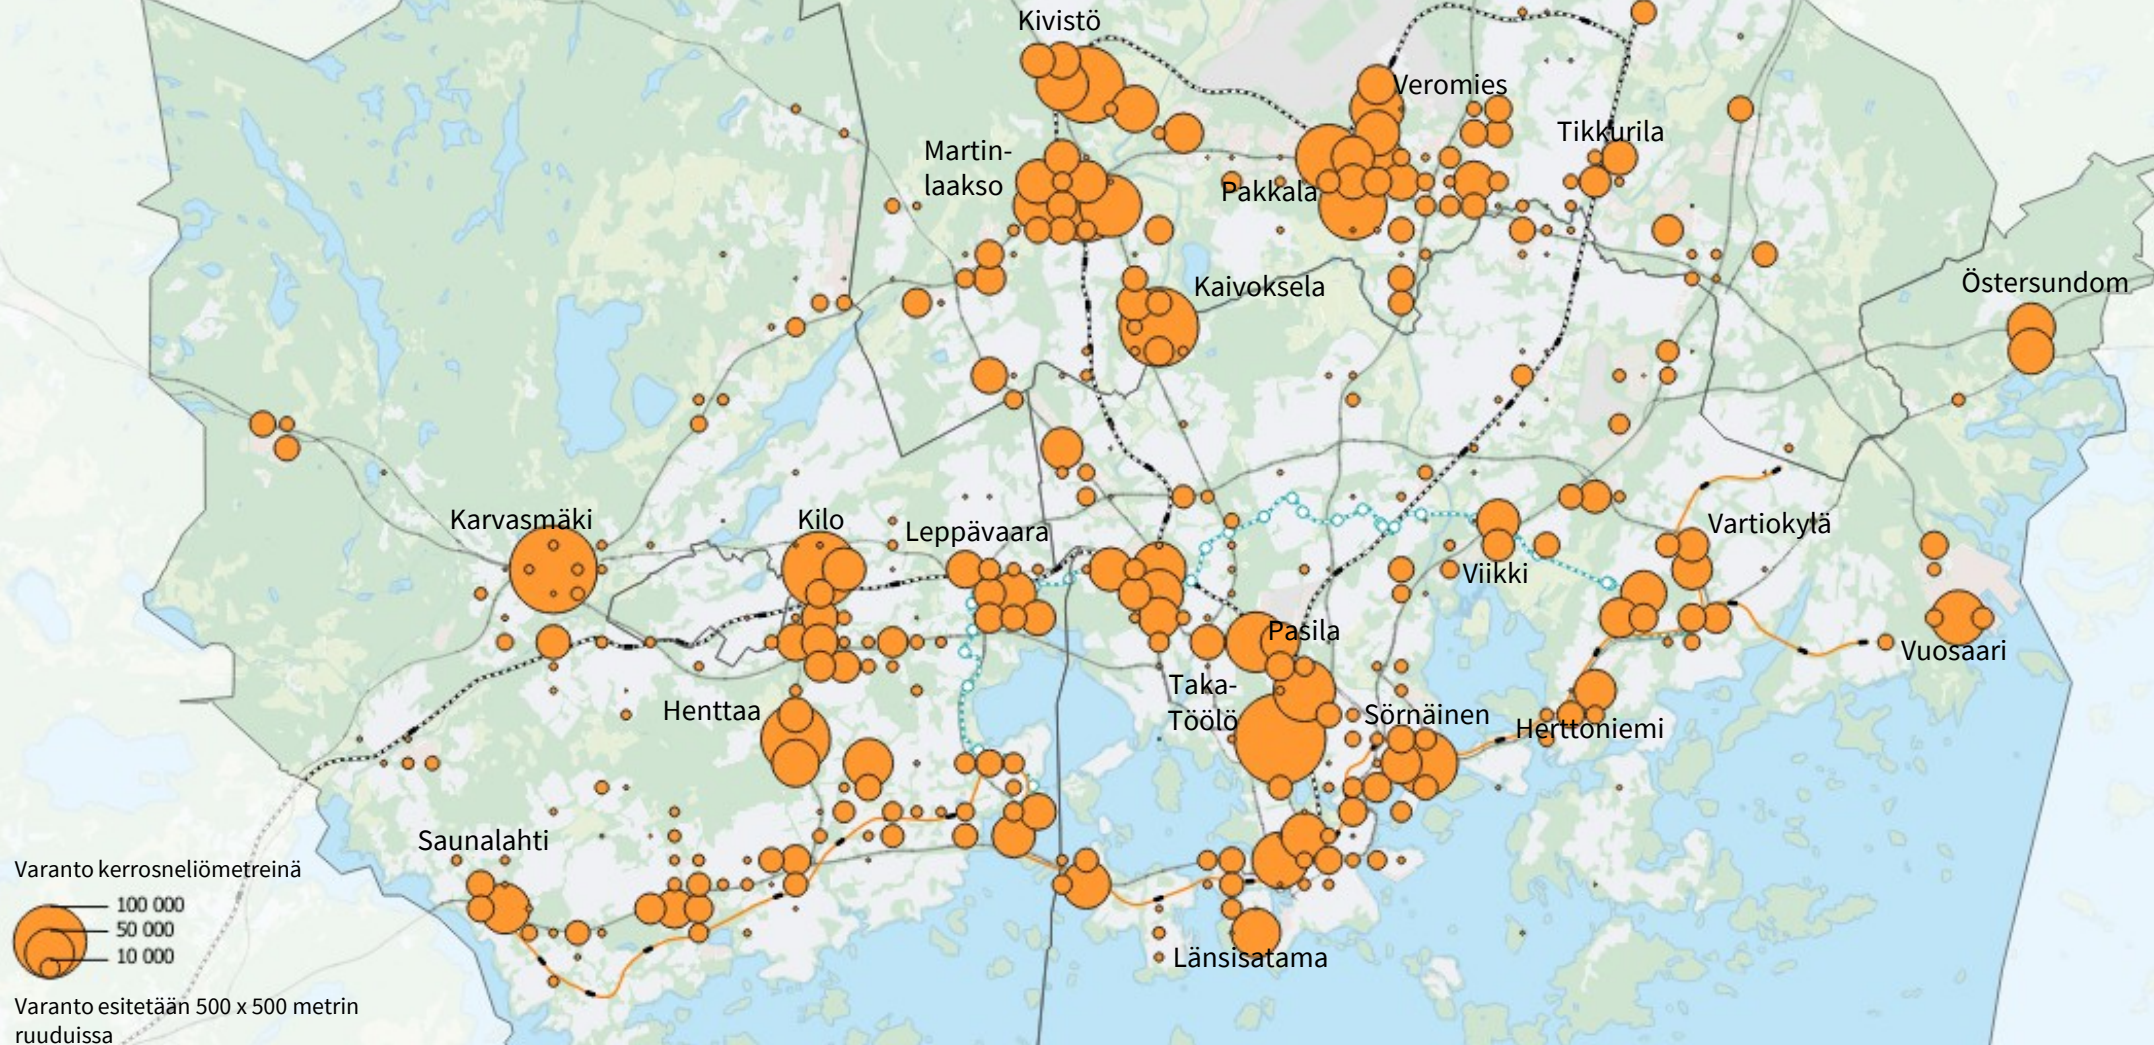 Kivistö
Veromies
Tikkurila
Martin-
laakso
Pakkala
Kaivoksela
Östersundom
Karvasmäki
Kilo
Leppävaara
Vartiokylä
Viikki
Pasila
Vuosaari
Taka-
Töölö
Henttaa
Sörnäinen
Herttoniemi
Saunalahti
Länsisatama
Varanto kerrosneliömetreinä
100 000
50 000
10 000
Varanto esitetään 500 x 500 metrin
ruuduissa